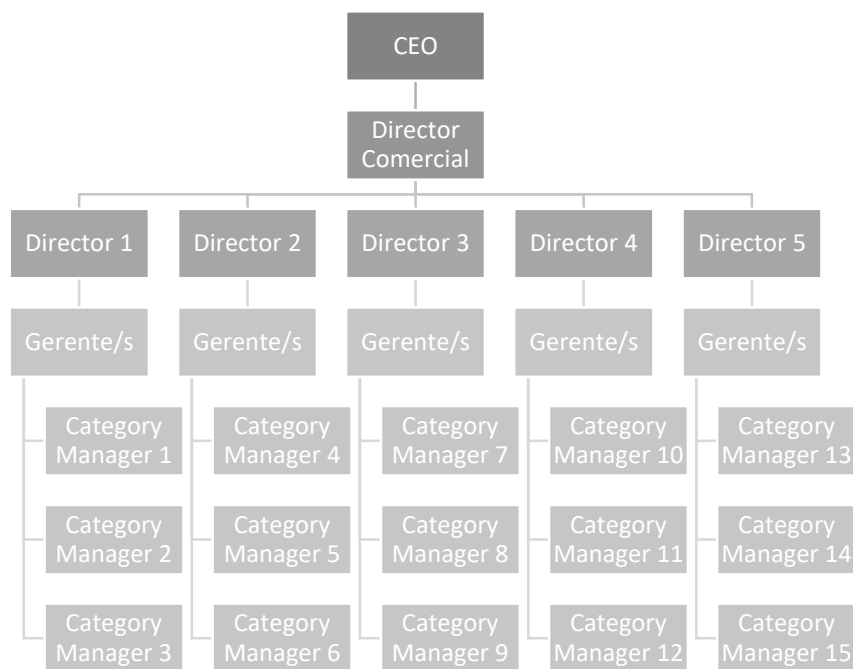 CEO
Director
Comercial
Director 1
Director 2
Director 3
Director 4
Director 5
Gerente/s
Gerente/s
Gerente/s
Gerente/s
Gerente/s
Category
Manager 1
Category
Manager 4
Category
Manager 7
Category
Manager 10
Category
Manager 13
Category
Manager 2
Category
Manager 5
Category
Manager 8
Category
Manager 11
Category
Manager 14
Category
Manager 3
Category
Manager 6
Category
Manager 9
Category
Manager 12
Category
Manager 15